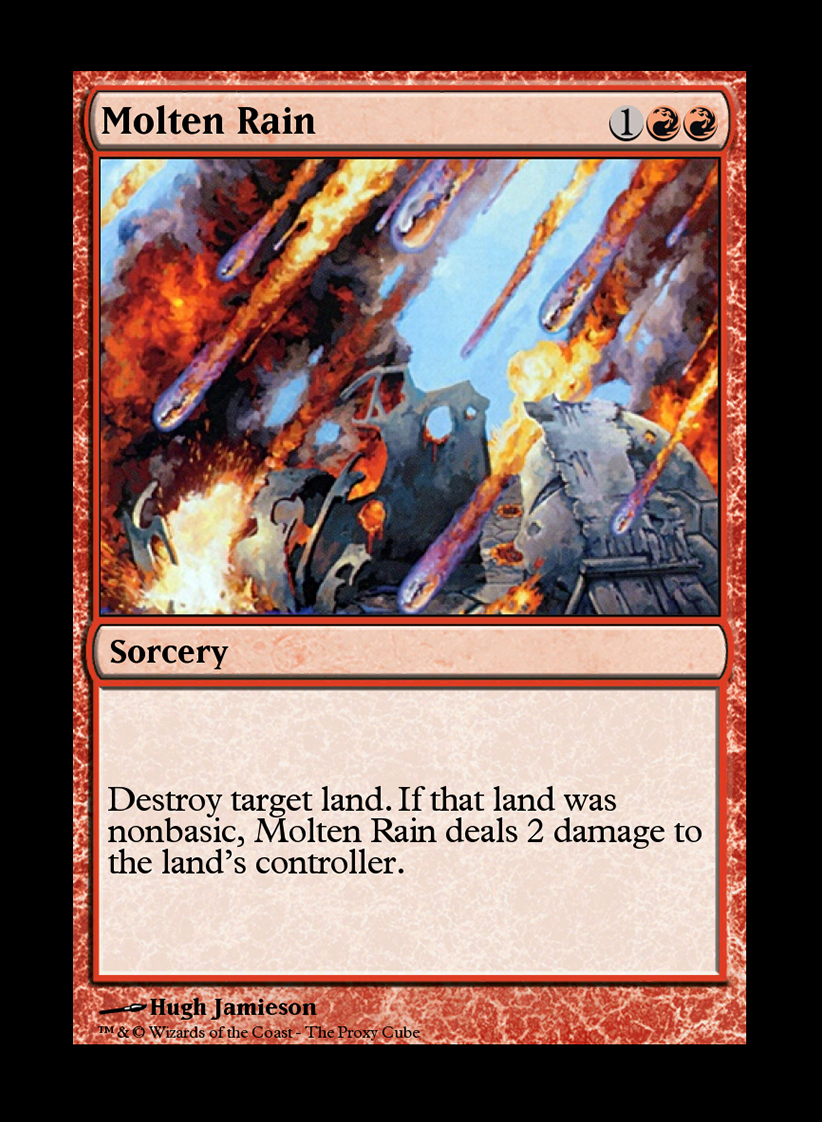 Molten Rain 1
Sorcery
Destroy target land. If that land was
nonbasic, Molten Rain deals 2 damage to
the land's controller.
Hugh Jamieson
™ & © Wizards of the Coast - The Proxy Cube